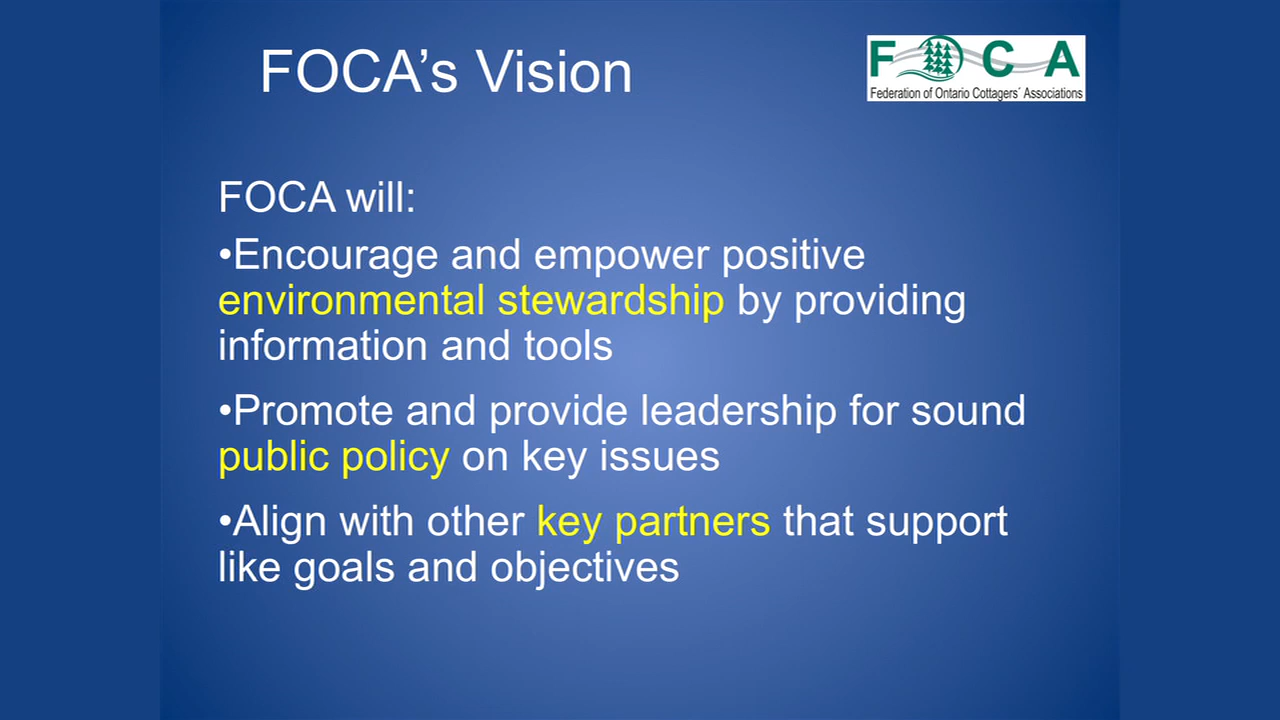 FOCA’s Vision
F O C A
Federation of Ontario Cottagers´ Associations
FOCA will:
•Encourage and empower positive
environmental stewardship by providing
information and tools
•Promote and provide leadership for sound
public policy on key issues
•Align with other key partners that support
like goals and objectives